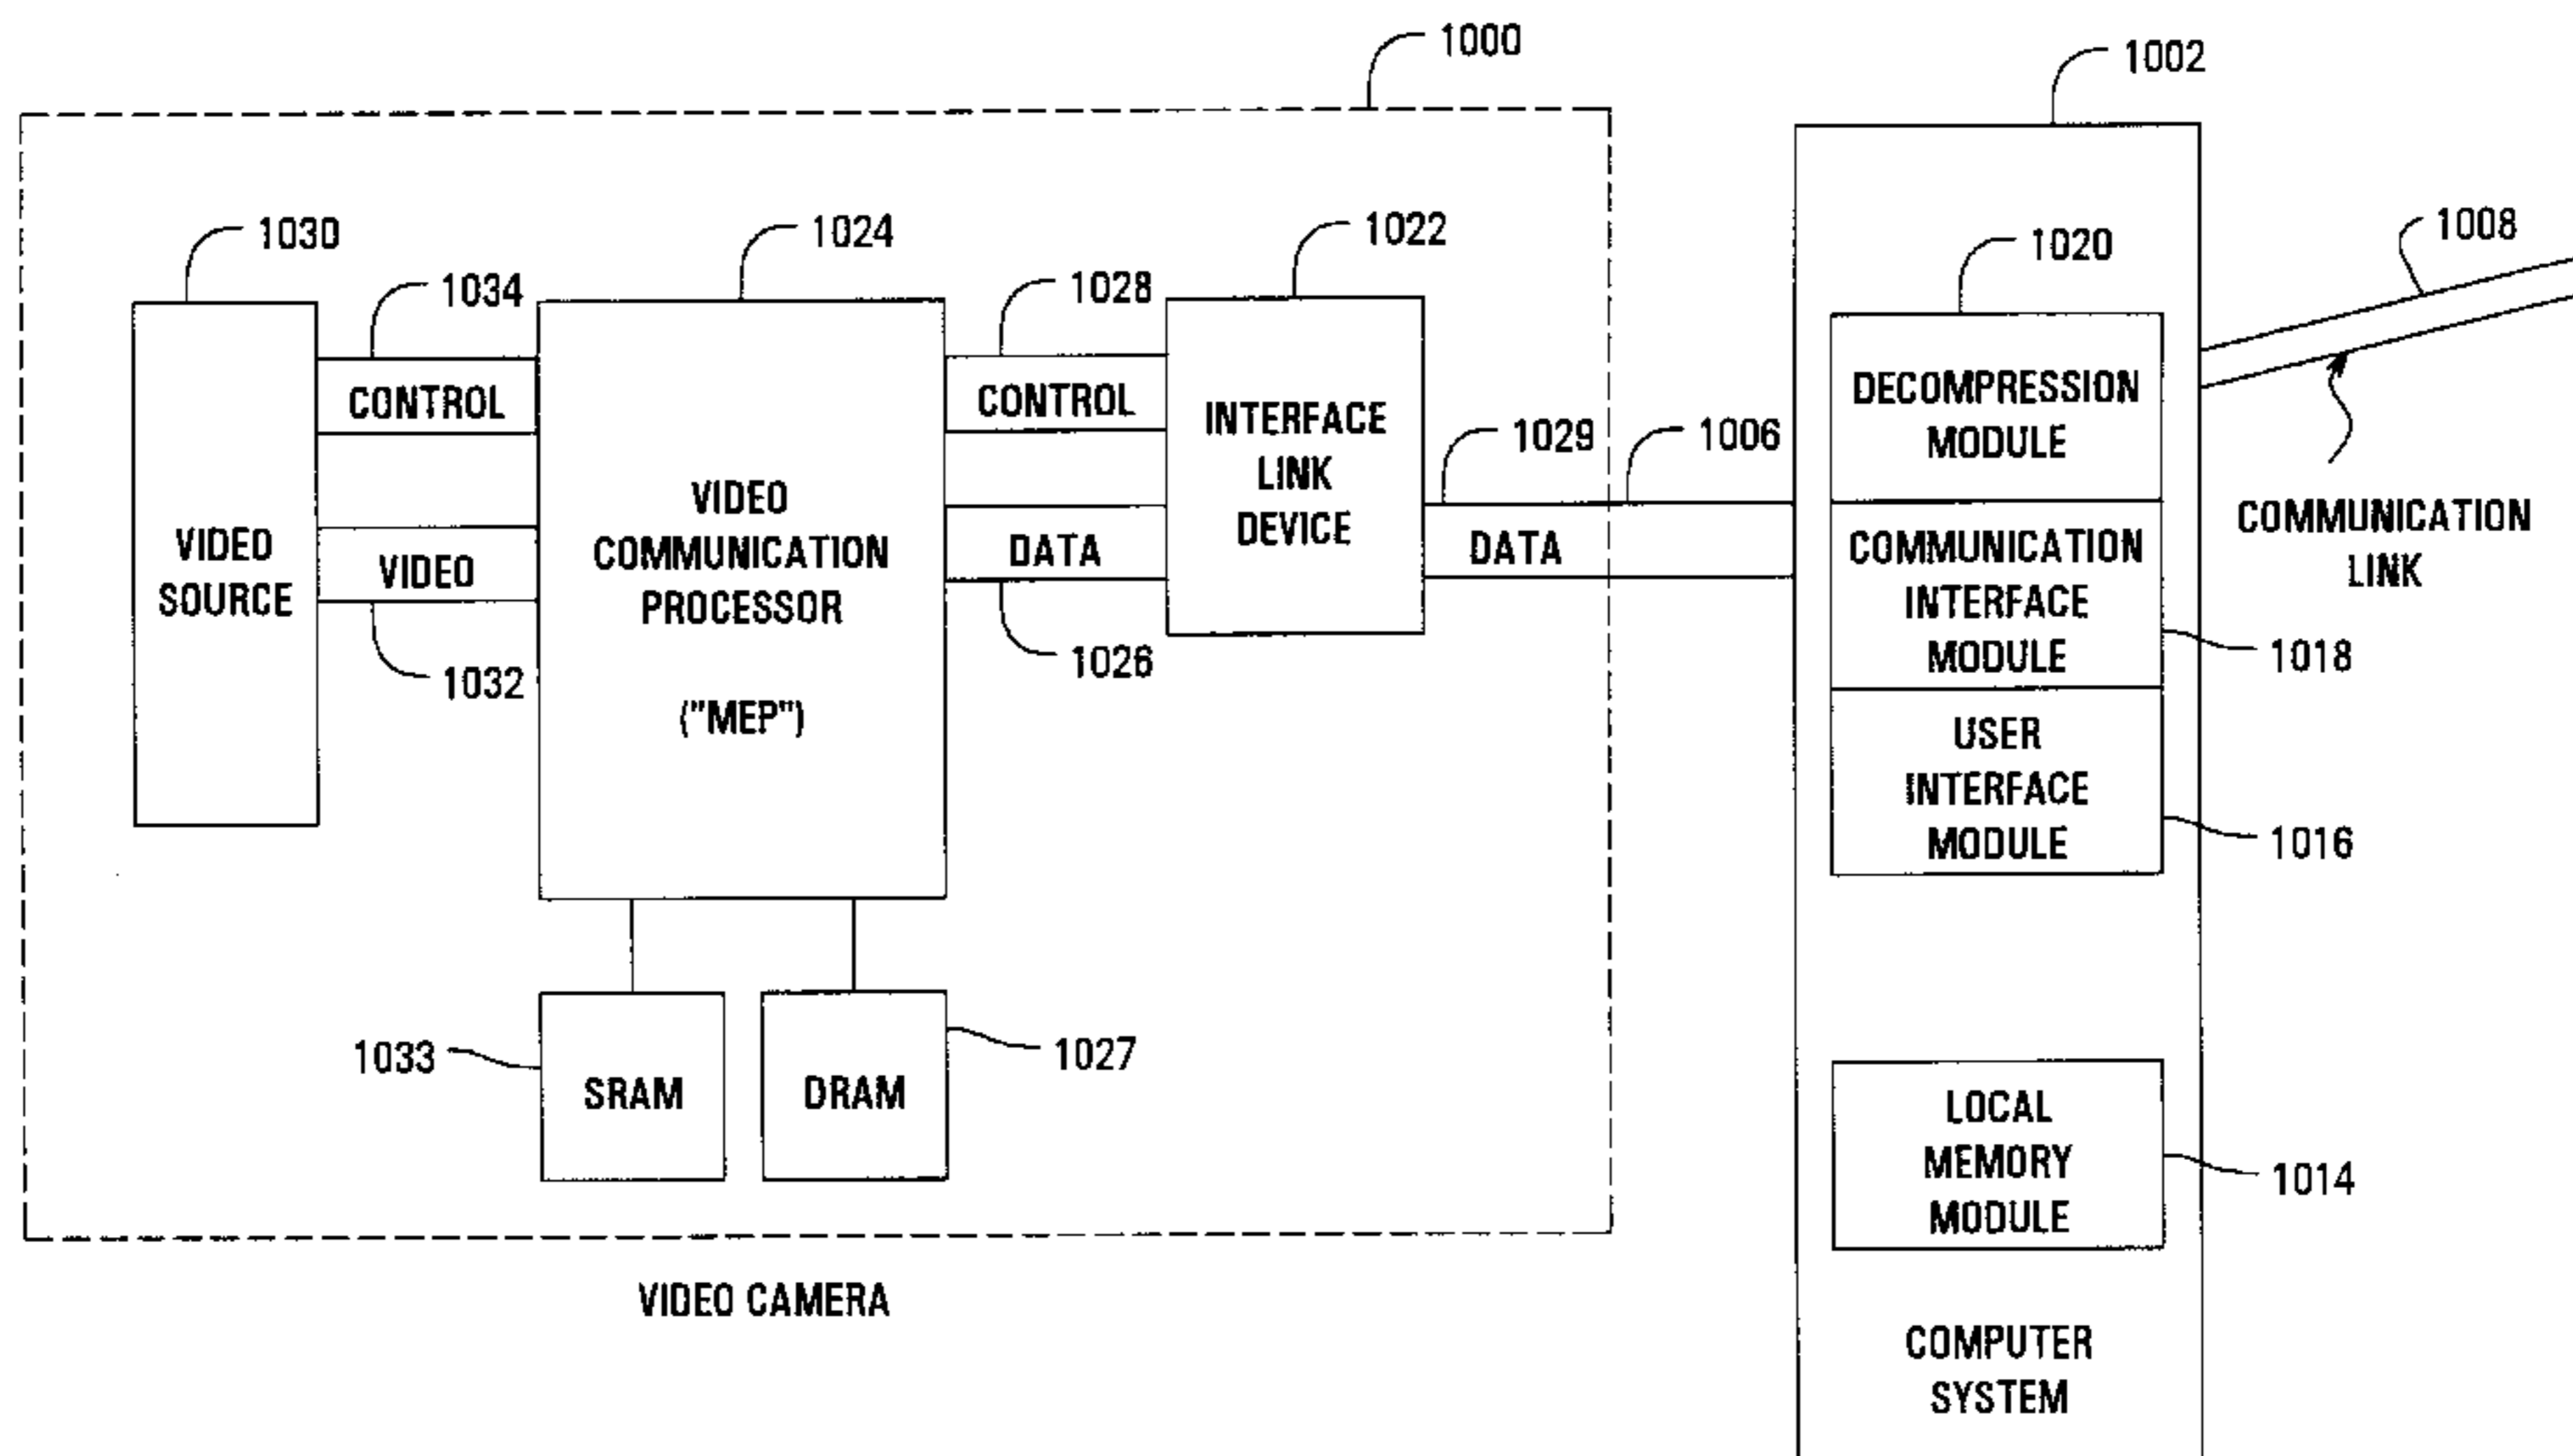 1000
1002
1030
1034
1024
1028
1022
1020
1008
CONTROL
CONTROL
VIDEO
SOURCE
VIDEO
1032
VIDEO
COMMUNICATION
PROCESSOR
("MEP")
DATA
1026
INTERFACE
LINK
DEVICE
1029
1006
DATA
DECOMPRESSION
MODULE
COMMUNICATION
INTERFACE
MODULE
1018
USER
INTERFACE
MODULE
1016
COMMUNICATION
LINK
1033
SRAM
DRAM
1027
LOCAL
MEMORY
MODULE
1014
VIDEO CAMERA
COMPUTER
SYSTEM